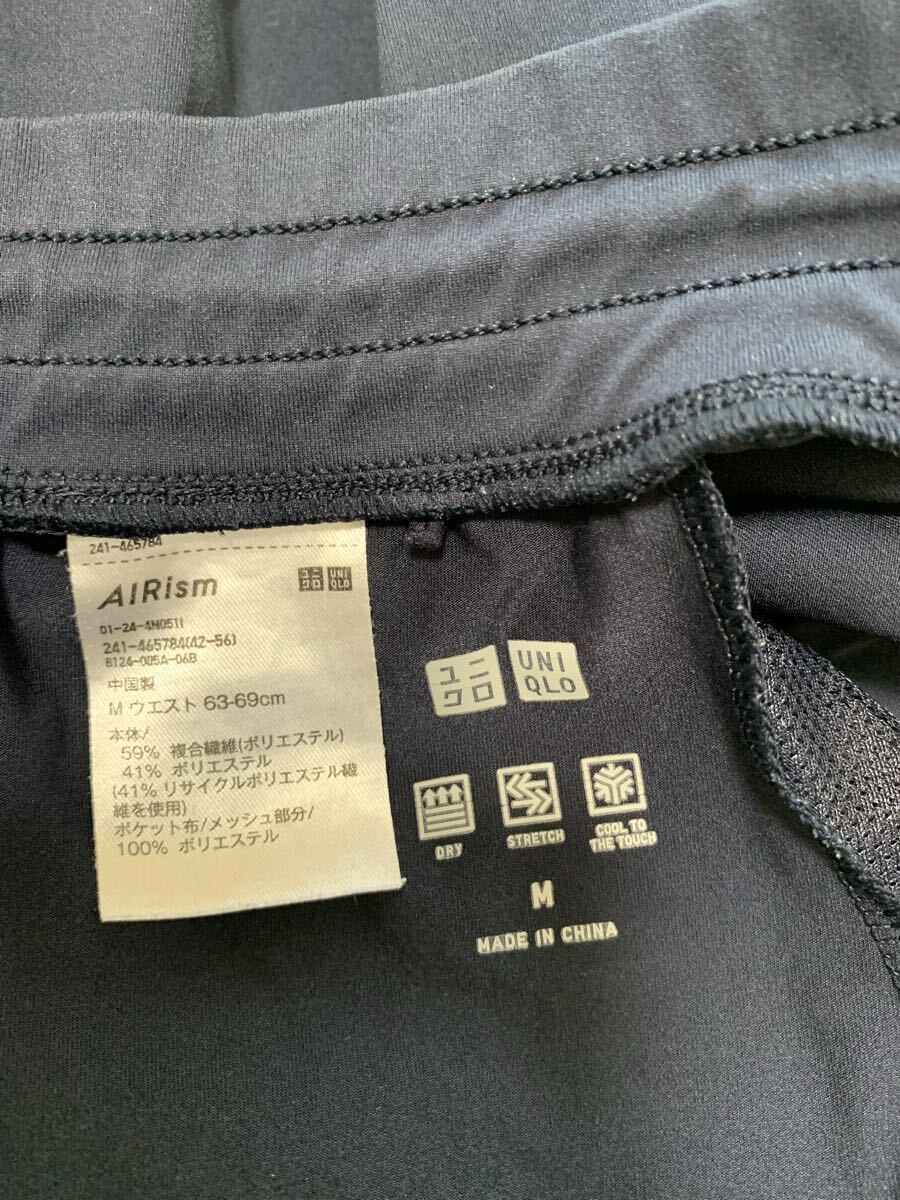 241-465784
AIRism
ユニ
クロ
UNI
QLO
01-24-4N05II
241-465784(42-56)
B124-005A-06B
中国製
M ウエスト 63-69cm
本体/
59% 複合繊維(ポリエステル)
41% ポリエステル
(41% リサイクルポリエステル繊
維を使用)
ポケット布/メッシュ部分/
100% ポリエステル
ユニ
クロ
UNI
QLO
DRY
STRETCH
COOL TO
THE TOUCH
M
MADE IN CHINA